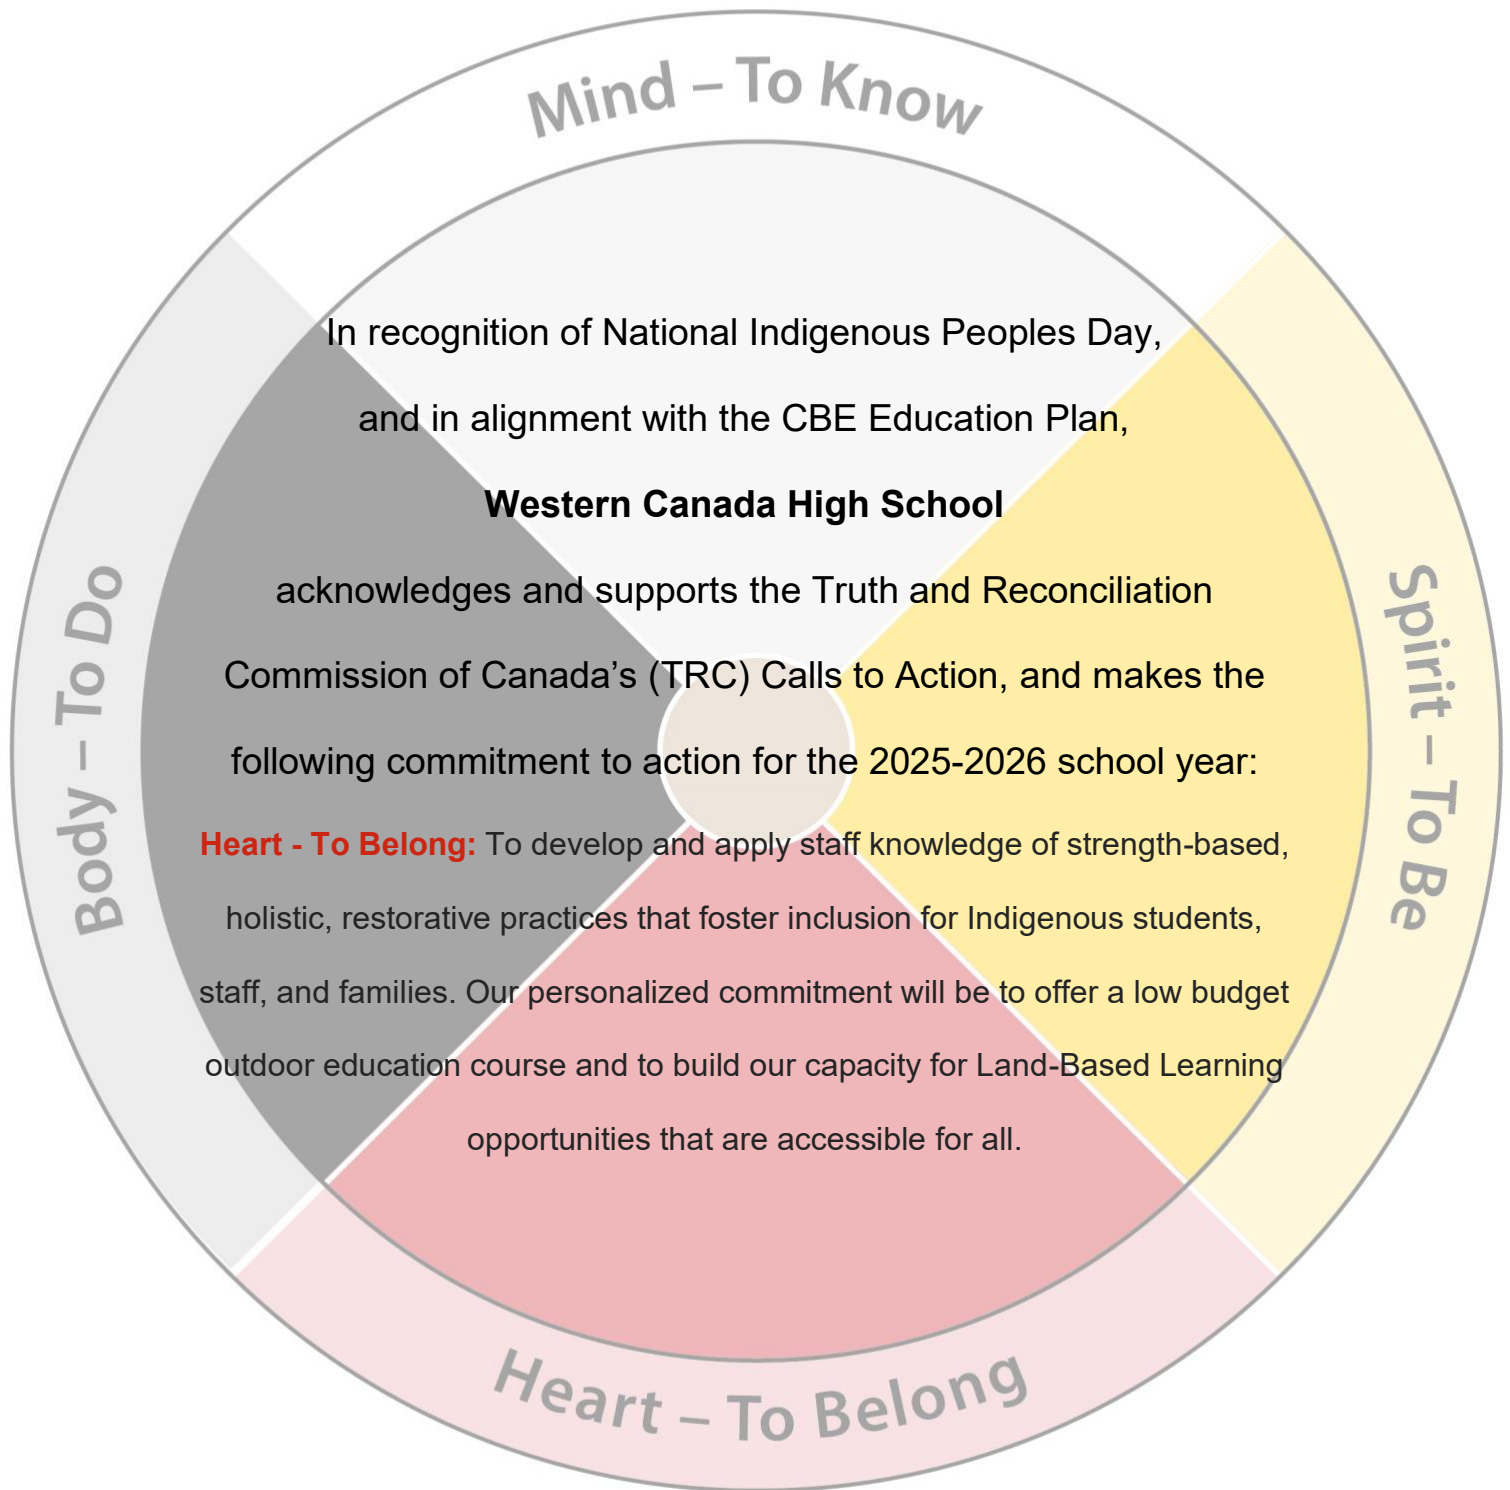 Mind – To Know
In recognition of National Indigenous Peoples Day,
and in alignment with the CBE Education Plan,
Western Canada High School
acknowledges and supports the Truth and Reconciliation
Commission of Canada’s (TRC) Calls to Action, and makes the
following commitment to action for the 2025-2026 school year:
Heart - To Belong: To develop and apply staff knowledge of strength-based,
holistic, restorative practices that foster inclusion for Indigenous students,
staff, and families. Our personalized commitment will be to offer a low budget
outdoor education course and to build our capacity for Land-Based Learning
opportunities that are accessible for all.
Body – To Do
Spirit – To Be
Heart – To Belong